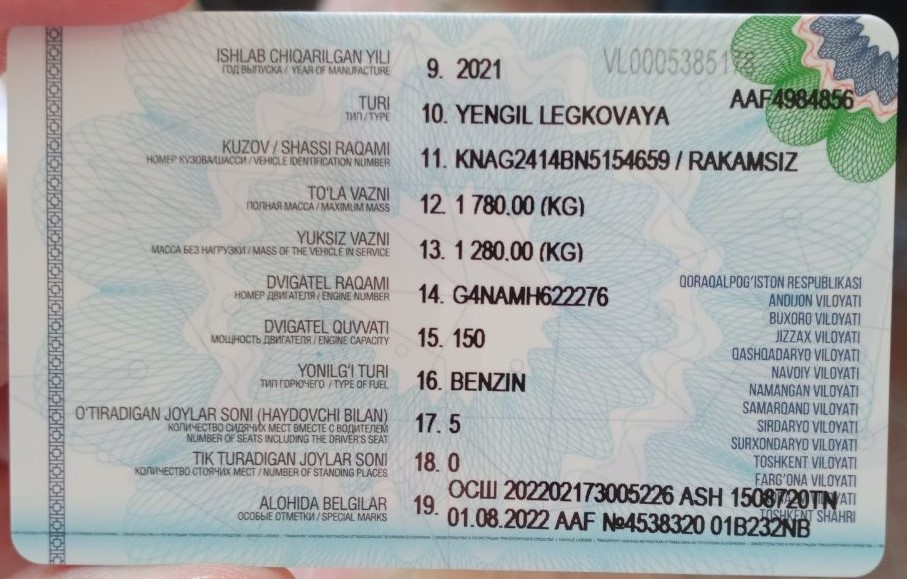 VL0005385178
AAF4984856
ISHLAB CHIQARILGAN YILI
ГОД ВЫПУСКА / YEAR OF MANUFACTURE
9. 2021
TURI
ТИП / TYPE
10. YENGIL LEGKOVAYA
KUZOV / SHASSI RAQAMI
НОМЕР КУЗОВА/ШАССИ / VEHICLE IDENTIFICATION NUMBER
11. KNAG2414BN5154659 / RAKAMSIZ
TO'LA VAZNI
ПОЛНАЯ МАССА / MAXIMUM MASS
12. 1 780.00 (KG)
YUKSIZ VAZNI
МАССА БЕЗ НАГРУЗКИ / MASS OF THE VEHICLE IN SERVICE
13. 1 280.00 (KG)
DVIGATEL RAQAMI
НОМЕР ДВИГАТЕЛЯ / ENGINE NUMBER
14. G4NAMH622276
DVIGATEL QUVVATI
МОЩНОСТЬ ДВИГАТЕЛЯ / ENGINE CAPACITY
15. 150
YONILG'I TURI
ТИП ГОРЮЧЕГО / TYPE OF FUEL
16. BENZIN
O'TIRADIGAN JOYLAR SONI (HAYDOVCHI BILAN)
КОЛИЧЕСТВО СИДЯЧИХ МЕСТ ВМЕСТЕ С ВОДИТЕЛЕМ
NUMBER OF SEATS INCLUDING THE DRIVER'S SEAT
17. 5
TIK TURADIGAN JOYLAR SONI
КОЛИЧЕСТВО СТОЯЧИХ МЕСТ / NUMBER OF STANDING PLACES
18. 0
ALOHIDA BELGILAR
ОСОБЫЕ ОТМЕТКИ / SPECIAL MARKS
19. ОСШ 202202173005226 ASH 1508720TN
01.08.2022 AAF №4538320 01B232NB
QORAQALPOG'ISTON RESPUBLIKASI
ANDIJON VILOYATI
BUXORO VILOYATI
JIZZAX VILOYATI
QASHQADARYO VILOYATI
NAVOIY VILOYATI
NAMANGAN VILOYATI
SAMARQAND VILOYATI
SIRDARYO VILOYATI
SURXONDARYO VILOYATI
TOSHKENT VILOYATI
FARG'ONA VILOYATI
TOSHKENT SHAHRI